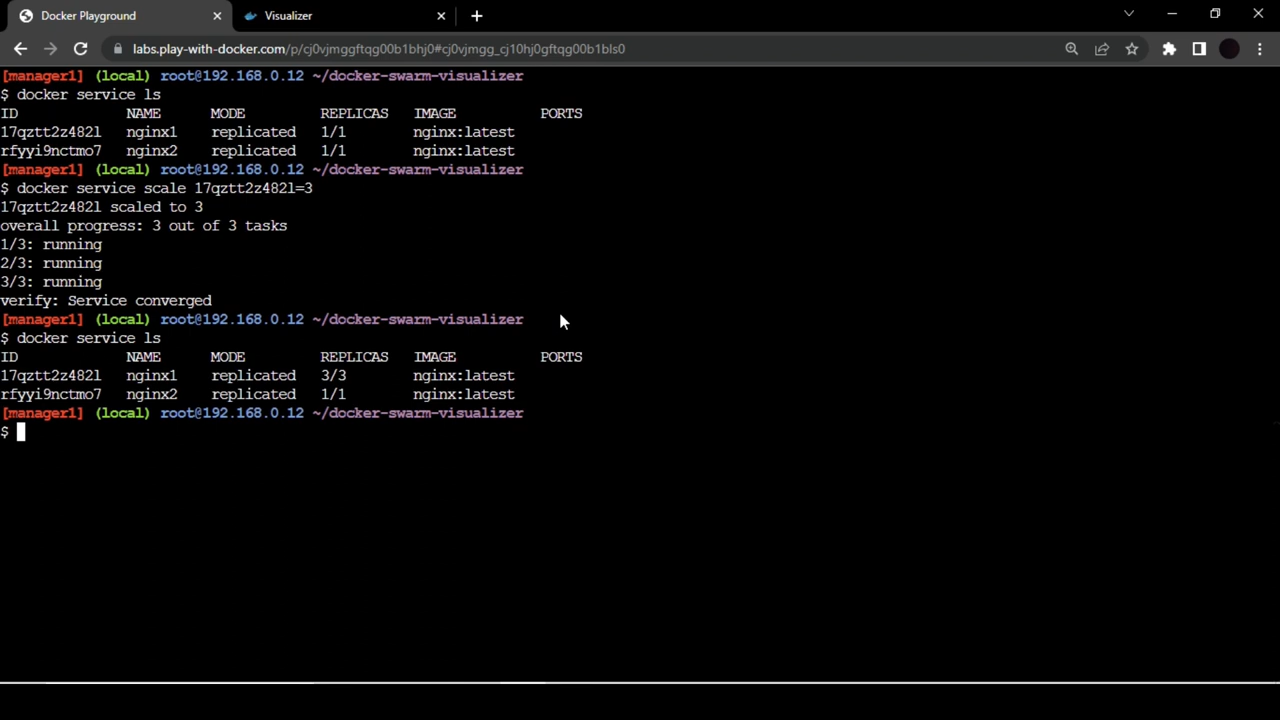 Docker Playground
Visualizer
labs.play-with-docker.com/p/cj0vjmggftqg00b1bhj0#cj0vjmgg_cj10hj0gftqg00b1bls0
[manager1] (local) root@192.168.0.12 ~/docker-swarm-visualizer
$ docker service ls
ID NAME MODE REPLICAS IMAGE PORTS
17qztt2z482l nginx1 replicated 1/1 nginx:latest
rfyyi9nctmo7 nginx2 replicated 1/1 nginx:latest
[manager1] (local) root@192.168.0.12 ~/docker-swarm-visualizer
$ docker service scale 17qztt2z482l=3
17qztt2z482l scaled to 3
overall progress: 3 out of 3 tasks
1/3: running
2/3: running
3/3: running
verify: Service converged
[manager1] (local) root@192.168.0.12 ~/docker-swarm-visualizer
$ docker service ls
ID NAME MODE REPLICAS IMAGE PORTS
17qztt2z482l nginx1 replicated 3/3 nginx:latest
rfyyi9nctmo7 nginx2 replicated 1/1 nginx:latest
[manager1] (local) root@192.168.0.12 ~/docker-swarm-visualizer
$